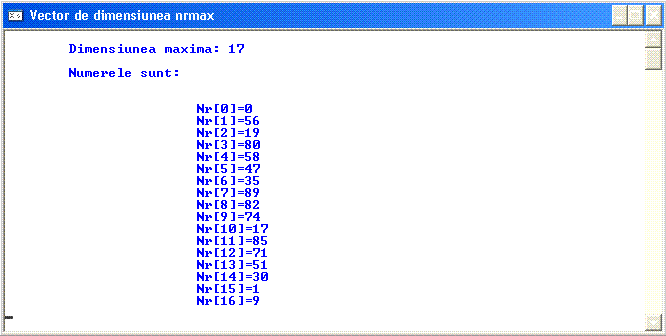 Vector de dimensiunea nrmax
Dimensiunea maxima: 17
Numerele sunt:
Nr[0]=0
Nr[1]=56
Nr[2]=19
Nr[3]=80
Nr[4]=58
Nr[5]=47
Nr[6]=35
Nr[7]=89
Nr[8]=82
Nr[9]=74
Nr[10]=17
Nr[11]=85
Nr[12]=71
Nr[13]=51
Nr[14]=30
Nr[15]=1
Nr[16]=9